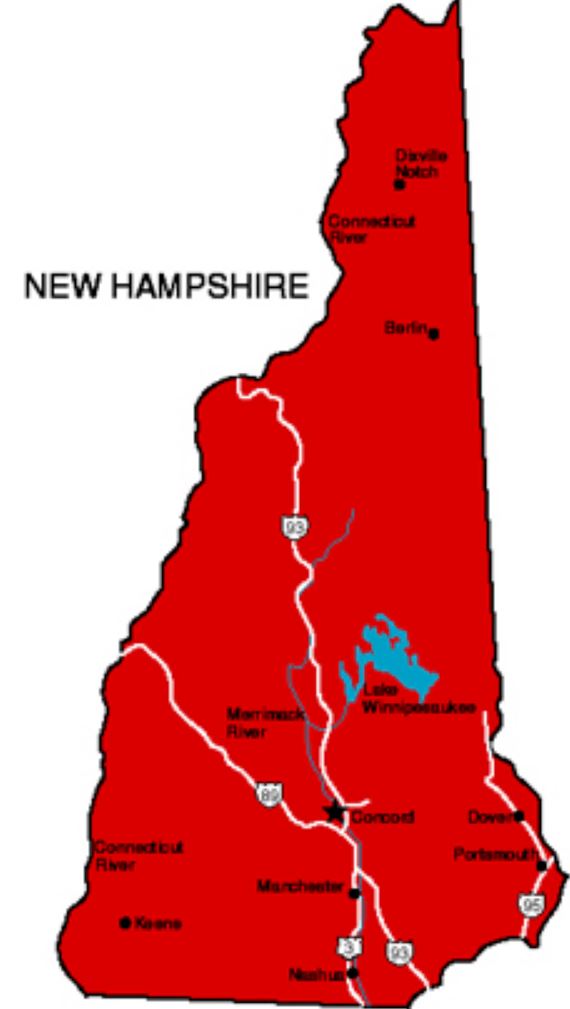 Dixville
Notch
Connecticut
River
NEW HAMPSHIRE
Berlin
93
Lake
Winnipesaukee
Merrimack
River
89
Concord
Dover
Connecticut
River
Portsmouth
Manchester
95
Keene
3
93
Nashua